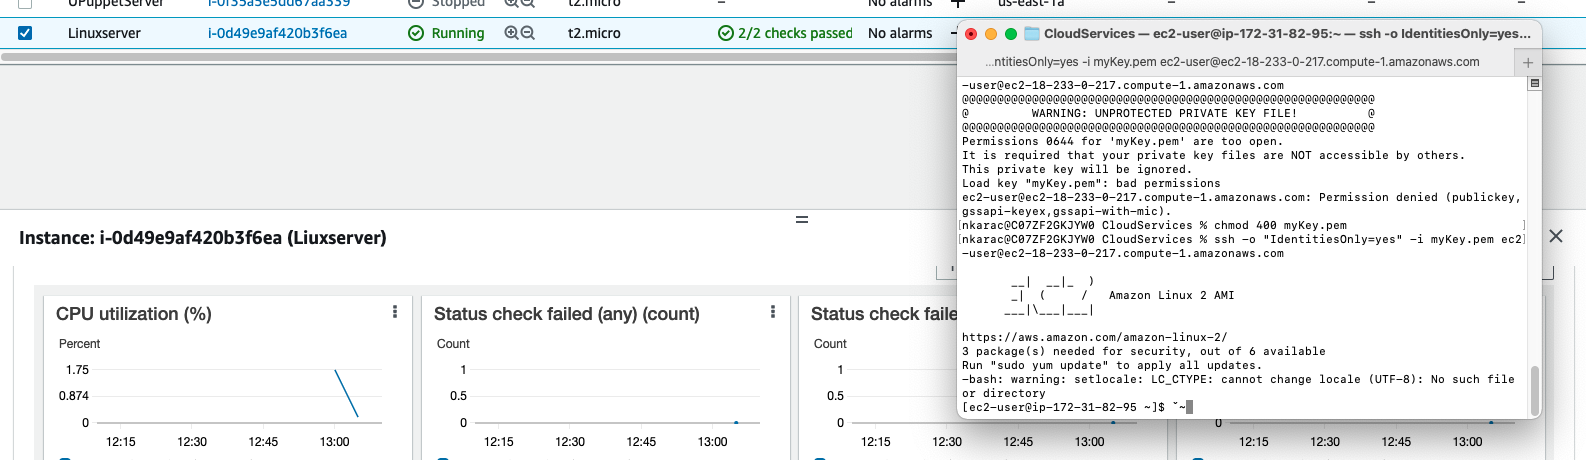 UPuppetServer i-0f35a5e5dd67aa339 Stopped t2.micro – No alarms + us-east-1a – – –
Linuxserver i-0d49e9af420b3f6ea Running t2.micro 2/2 checks passed No alarms
CloudServices — ec2-user@ip-172-31-82-95:~ — ssh -o IdentitiesOnly=yes...
...ntitiesOnly=yes -i myKey.pem ec2-user@ec2-18-233-0-217.compute-1.amazonaws.com +
-user@ec2-18-233-0-217.compute-1.amazonaws.com
@@@@@@@@@@@@@@@@@@@@@@@@@@@@@@@@@@@@@@@@@@@@@@@@@@@@@@@@@@@
@         WARNING: UNPROTECTED PRIVATE KEY FILE!          @
@@@@@@@@@@@@@@@@@@@@@@@@@@@@@@@@@@@@@@@@@@@@@@@@@@@@@@@@@@@
Permissions 0644 for 'myKey.pem' are too open.
It is required that your private key files are NOT accessible by others.
This private key will be ignored.
Load key "myKey.pem": bad permissions
ec2-user@ec2-18-233-0-217.compute-1.amazonaws.com: Permission denied (publickey,
gssapi-keyex,gssapi-with-mic).
[nkarac@C07ZF2GKJYW0 CloudServices % chmod 400 myKey.pem ]
[nkarac@C07ZF2GKJYW0 CloudServices % ssh -o "IdentitiesOnly=yes" -i myKey.pem ec2]
-user@ec2-18-233-0-217.compute-1.amazonaws.com
       __|  __|_  )
       _|  (     /   Amazon Linux 2 AMI
      ___|\___|___|
https://aws.amazon.com/amazon-linux-2/
3 package(s) needed for security, out of 6 available
Run "sudo yum update" to apply all updates.
-bash: warning: setlocale: LC_CTYPE: cannot change locale (UTF-8): No such file
or directory
[ec2-user@ip-172-31-82-95 ~]$ ˜~
Instance: i-0d49e9af420b3f6ea (Liuxserver)
CPU utilization (%)
Percent
1.75
0.874
0
12:15 12:30 12:45 13:00
Status check failed (any) (count)
Count
1
0.5
0
12:15 12:30 12:45 13:00
Status check faile
Count
1
0.5
0
12:15 12:30 12:45 13:00
0
12:15 12:30 12:45 13:00